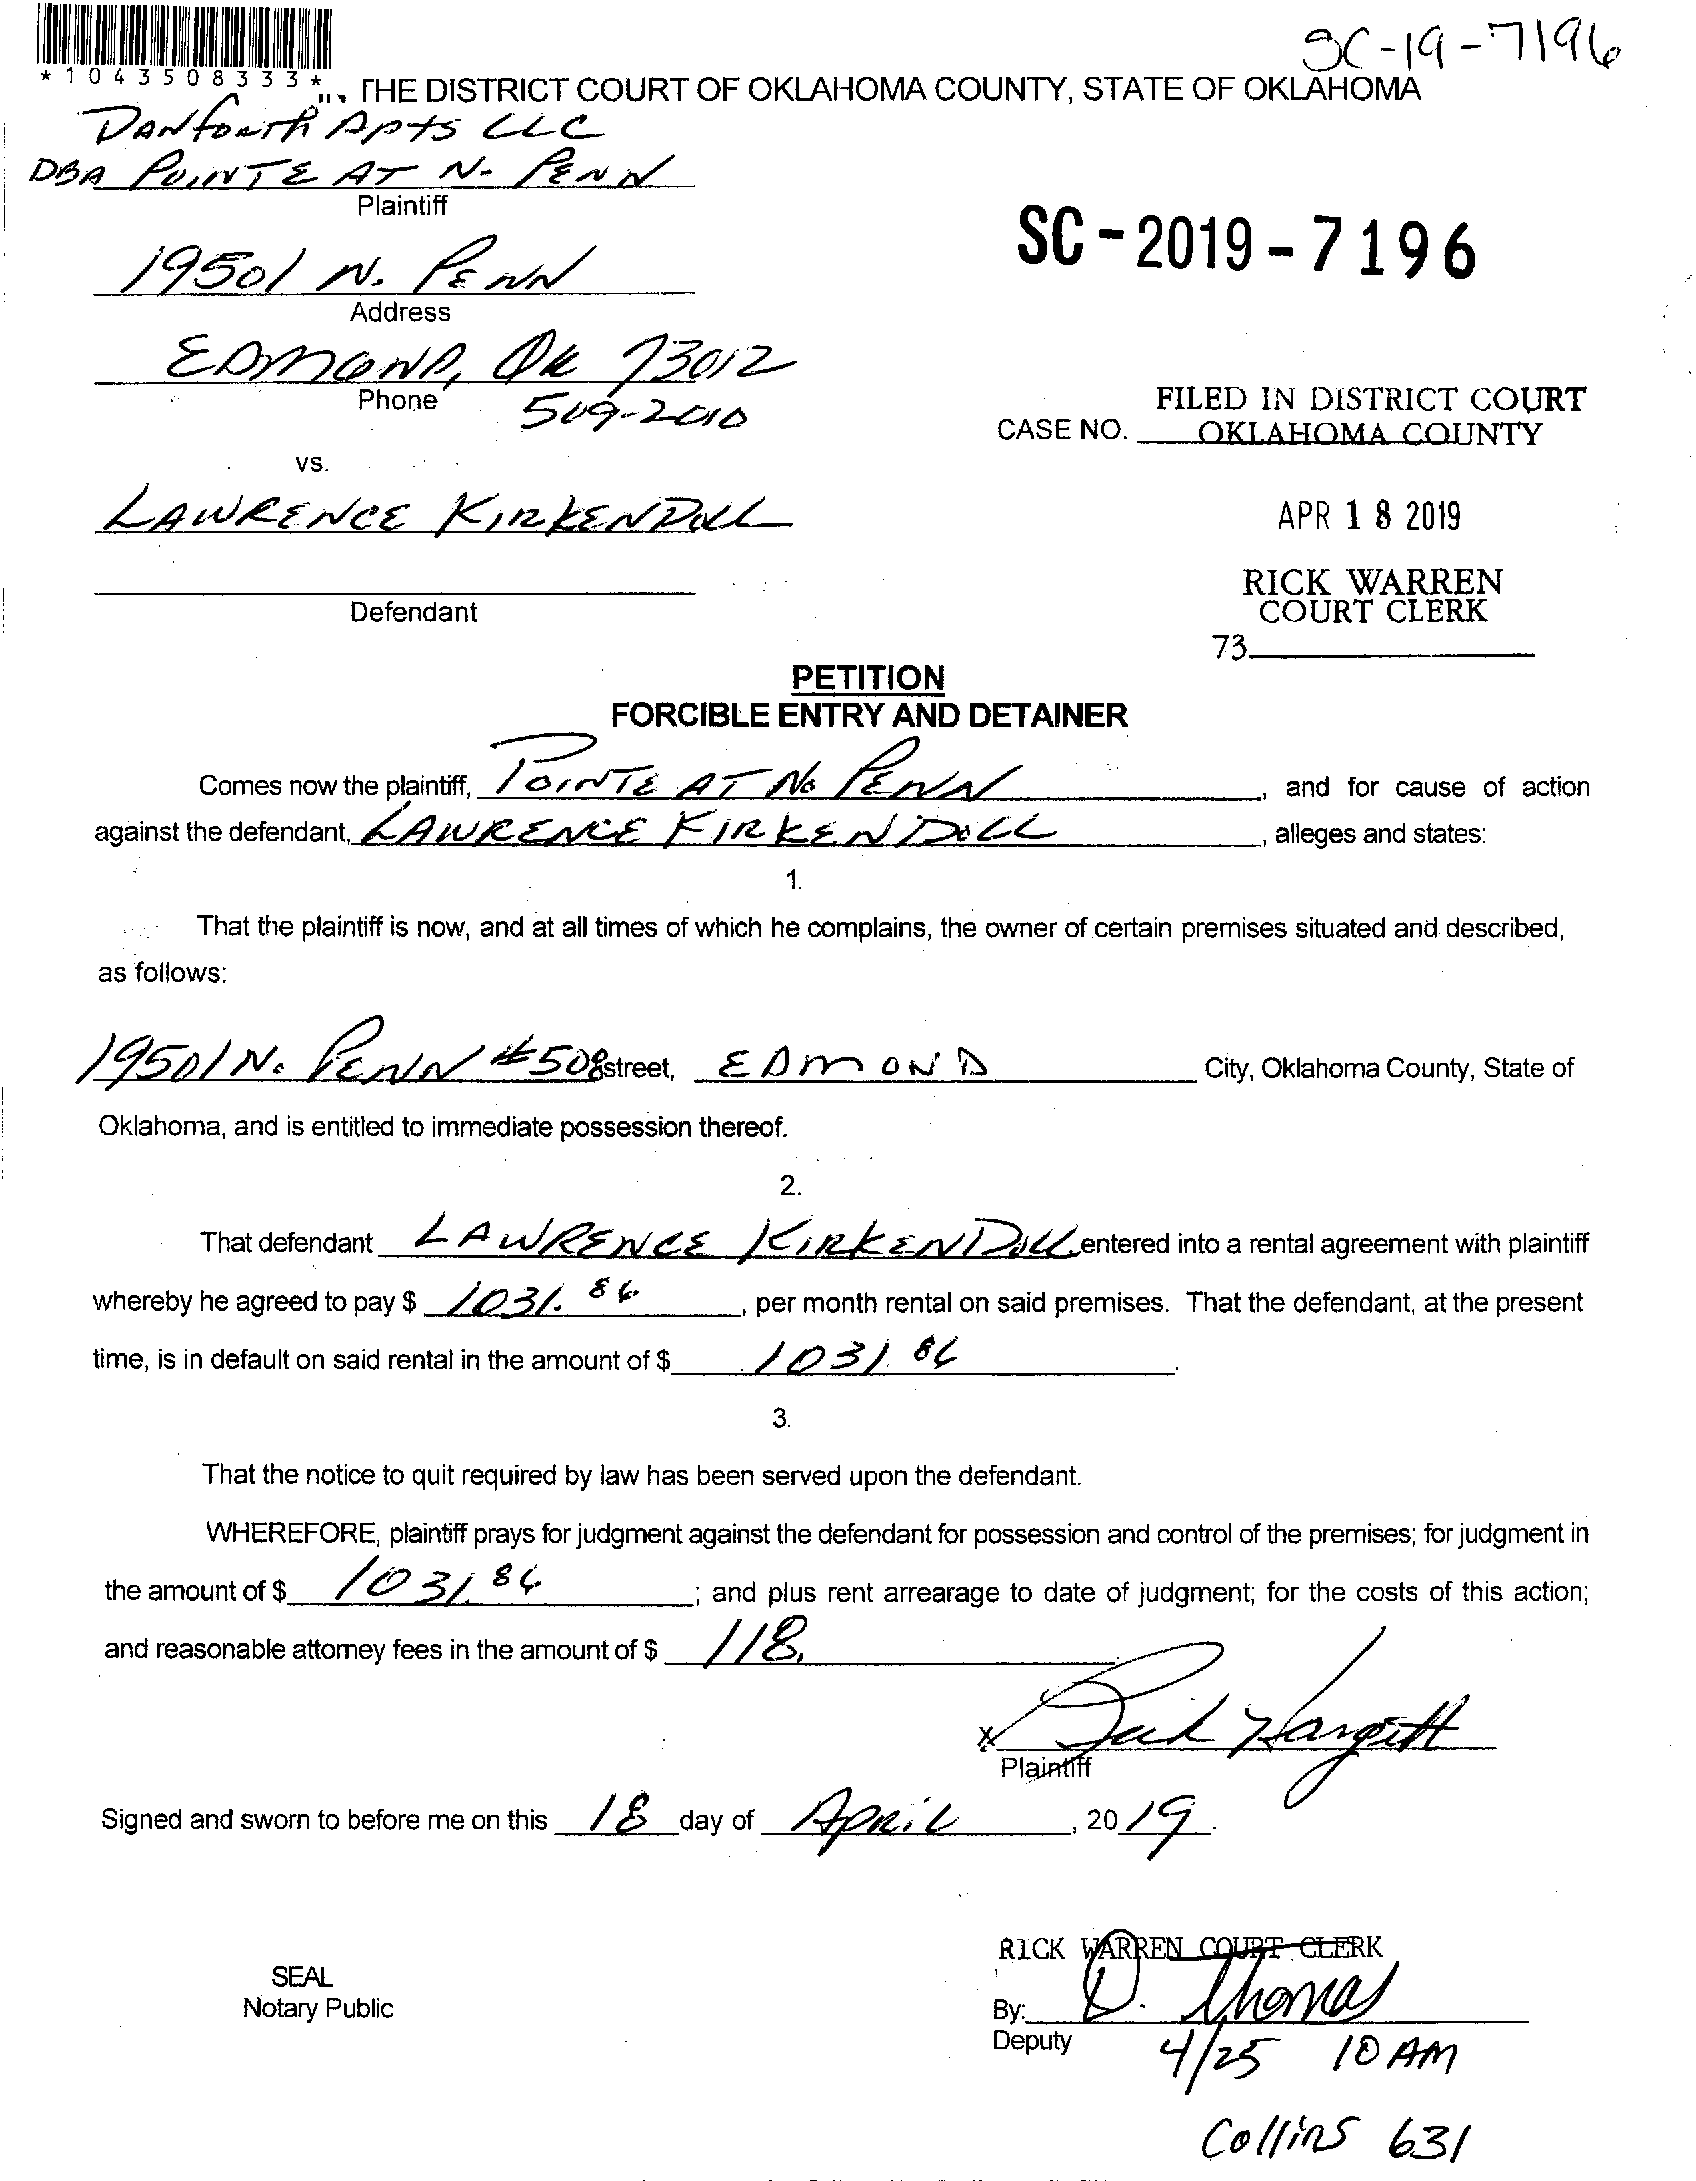 SC-19-7196
*1043508333*
THE DISTRICT COURT OF OKLAHOMA COUNTY, STATE OF OKLAHOMA
Danforth Apts LLC
DBA POINTE AT N. PENN
Plaintiff
SC-2019-7196
19501 N. PENN
Address
EDMOND, OK 73012
Phone 509-2010
FILED IN DISTRICT COURT
CASE NO. OKLAHOMA COUNTY
vs.
LAWRENCE KIRKENDOLL
APR 18 2019
RICK WARREN
Defendant
COURT CLERK
73
PETITION
FORCIBLE ENTRY AND DETAINER
Comes now the plaintiff, POINTE AT No PENN, and for cause of action
against the defendant, LAWRENCE KIRKENDOLL, alleges and states:
1.
That the plaintiff is now, and at all times of which he complains, the owner of certain premises situated and described,
as follows:
19501 N. PENN #508 street, EDMOND City, Oklahoma County, State of
Oklahoma, and is entitled to immediate possession thereof.
2.
That defendant LAWRENCE KIRKENDOLL entered into a rental agreement with plaintiff
whereby he agreed to pay $ 1031.86, per month rental on said premises. That the defendant, at the present
time, is in default on said rental in the amount of $ 1031.86.
3.
That the notice to quit required by law has been served upon the defendant.
WHEREFORE, plaintiff prays for judgment against the defendant for possession and control of the premises; for judgment in
the amount of $ 1031.86; and plus rent arrearage to date of judgment; for the costs of this action;
and reasonable attorney fees in the amount of $ 118.
x Hargett
Plaintiff
Signed and sworn to before me on this 18 day of APRIL, 2019.
RICK WARREN COURT CLERK
SEAL
Notary Public
By: D. Thomas
Deputy
4/25 10 AM
Collins 631